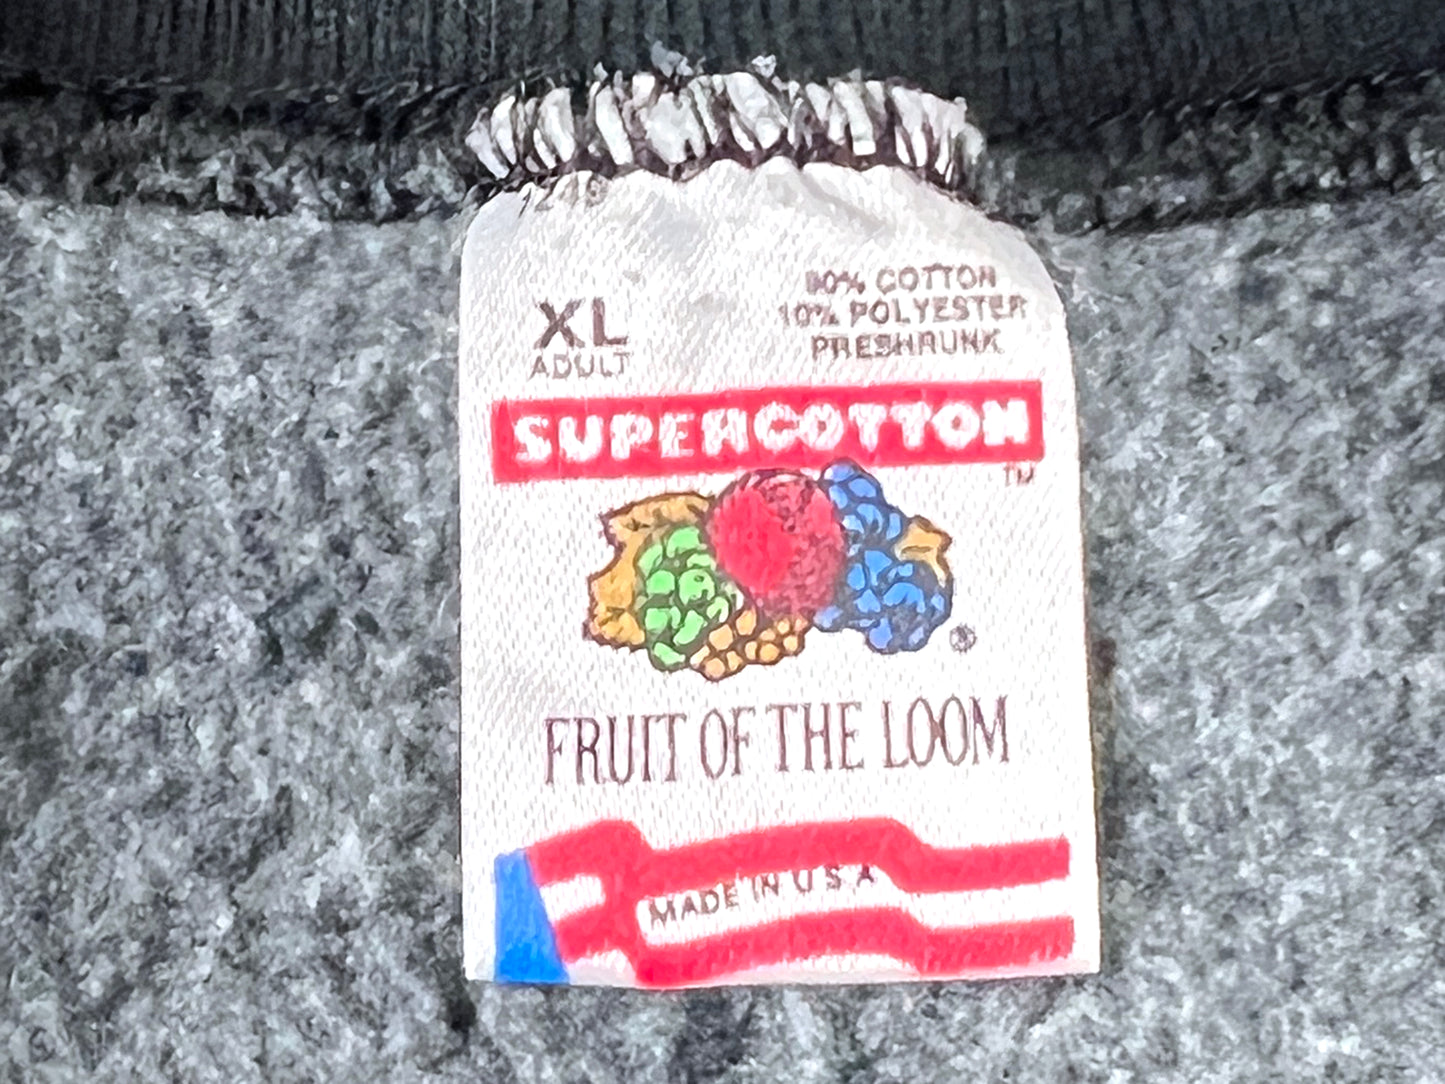 XL
ADULT
90% COTTON
10% POLYESTER
PRESHRUNK
SUPERCOTTON
TM
®
FRUIT OF THE LOOM
MADE IN U S A